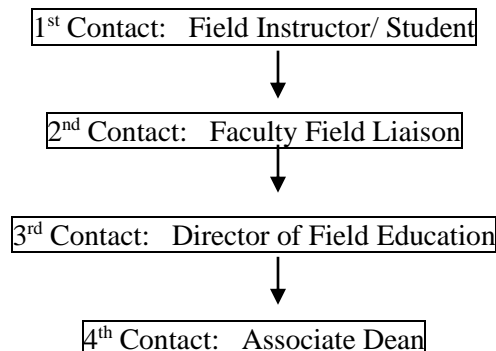 1st Contact:   Field Instructor/ Student
2nd Contact:   Faculty Field Liaison
3rd Contact:   Director of Field Education
4th Contact:   Associate Dean